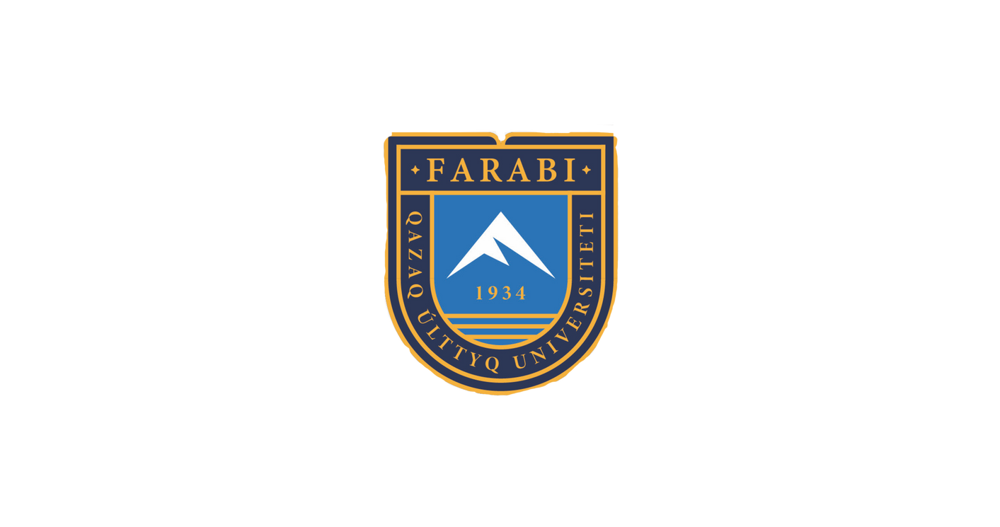 FARABI
QAZAQ ÚLTTYQ UNIVERSITETI
1934